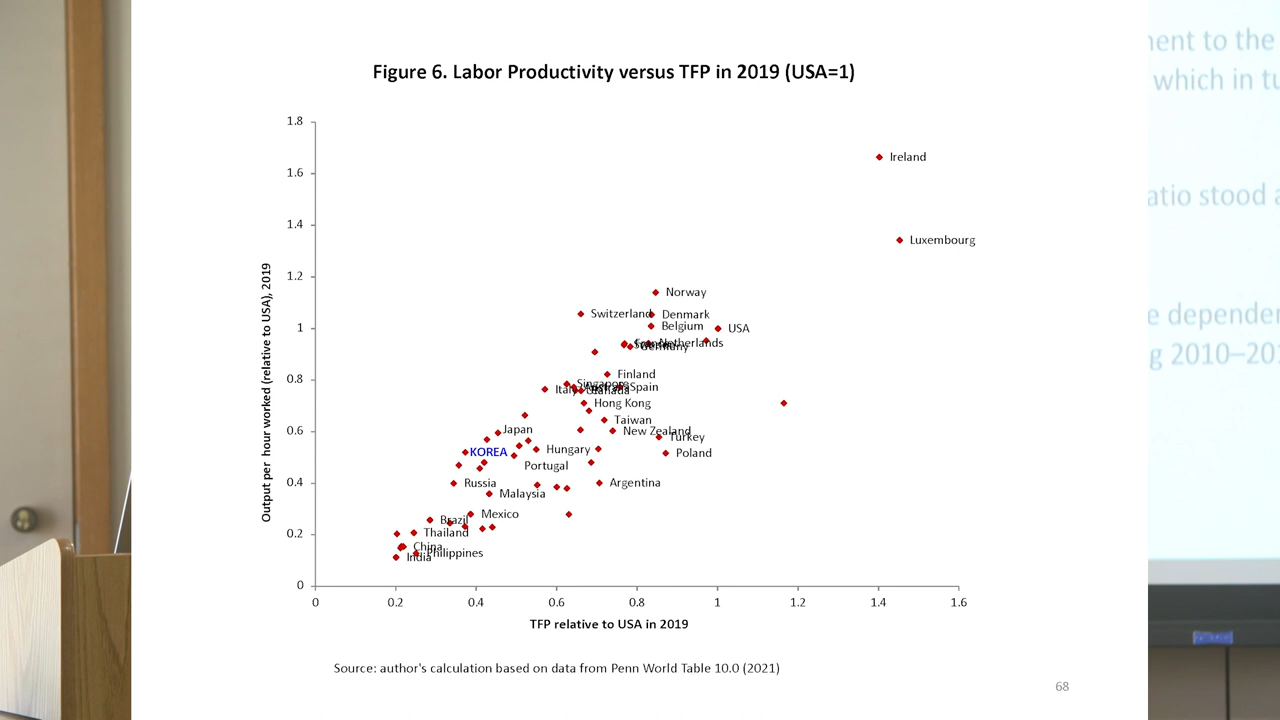 Figure 6. Labor Productivity versus TFP in 2019 (USA=1)
Output per hour worked (relative to USA), 2019
1.8
1.6
1.4
1.2
1
0.8
0.6
0.4
0.2
0
Ireland
Luxembourg
Norway
Switzerland
Denmark
Belgium
USA
Netherlands
Germany
Finland
Singapore
Italy
Canada
Spain
Hong Kong
Taiwan
Japan
New Zealand
Turkey
KOREA
Hungary
Poland
Portugal
Russia
Argentina
Malaysia
Mexico
Brazil
Thailand
China
Philippines
India
0 0.2 0.4 0.6 0.8 1 1.2 1.4 1.6
TFP relative to USA in 2019
Source: author's calculation based on data from Penn World Table 10.0 (2021)
68
to the
which in
ratio stood
2010–